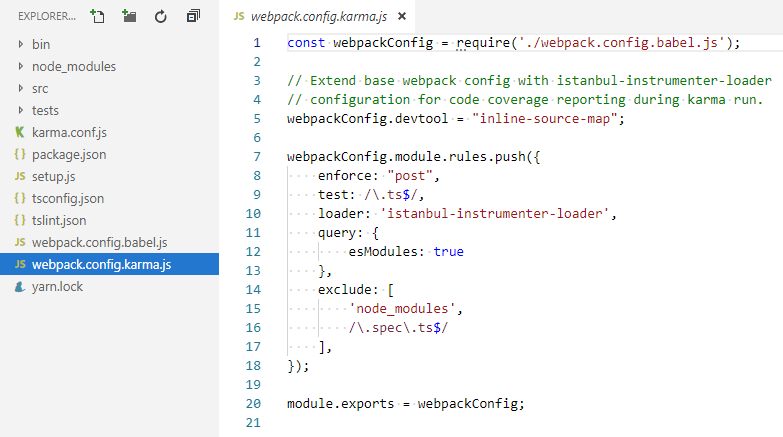 EXPLORER...
bin
node_modules
src
tests
karma.conf.js
{ } package.json
JS setup.js
{ } tsconfig.json
{ } tslint.json
JS webpack.config.babel.js
JS webpack.config.karma.js
yarn.lock
JS webpack.config.karma.js ×
1 const webpackConfig = require('./webpack.config.babel.js');
2
3 // Extend base webpack config with istanbul-instrumenter-loader
4 // configuration for code coverage reporting during karma run.
5 webpackConfig.devtool = "inline-source-map";
6
7 webpackConfig.module.rules.push({
8 enforce: "post",
9 test: /\.ts$/,
10 loader: 'istanbul-instrumenter-loader',
11 query: {
12 esModules: true
13 },
14 exclude: [
15 'node_modules',
16 /\.spec\.ts$/
17 ],
18 });
19
20 module.exports = webpackConfig;
21